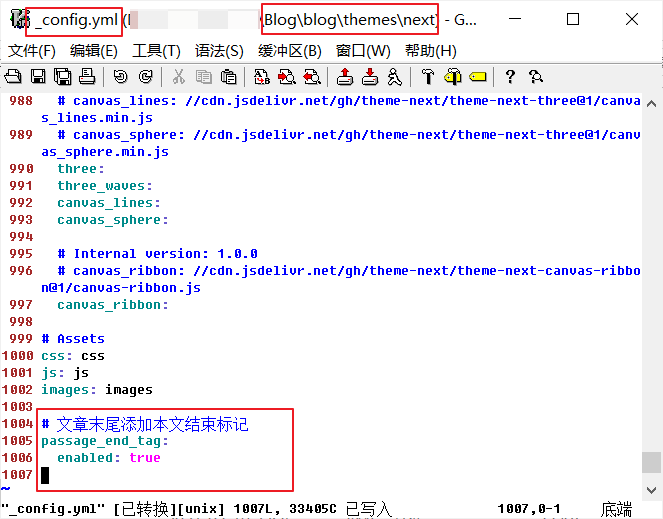 _config.yml (
\Blog\blog\themes\next) - G...
文件(F) 编辑(E) 工具(T) 语法(S) 缓冲区(B) 窗口(W) 帮助(H)
988 # canvas_lines: //cdn.jsdelivr.net/gh/theme-next/theme-next-three@1/canva
s_lines.min.js
989 # canvas_sphere: //cdn.jsdelivr.net/gh/theme-next/theme-next-three@1/canv
as_sphere.min.js
990 three:
991 three_waves:
992 canvas_lines:
993 canvas_sphere:
994
995 # Internal version: 1.0.0
996 # canvas_ribbon: //cdn.jsdelivr.net/gh/theme-next/theme-next-canvas-ribbo
n@1/canvas-ribbon.js
997 canvas_ribbon:
998
999 # Assets
1000 css: css
1001 js: js
1002 images: images
1003
1004 # 文章末尾添加本文结束标记
1005 passage_end_tag:
1006 enabled: true
1007
~
"_config.yml" [已转换][unix] 1007L, 33405C 已写入 1007,0-1 底端